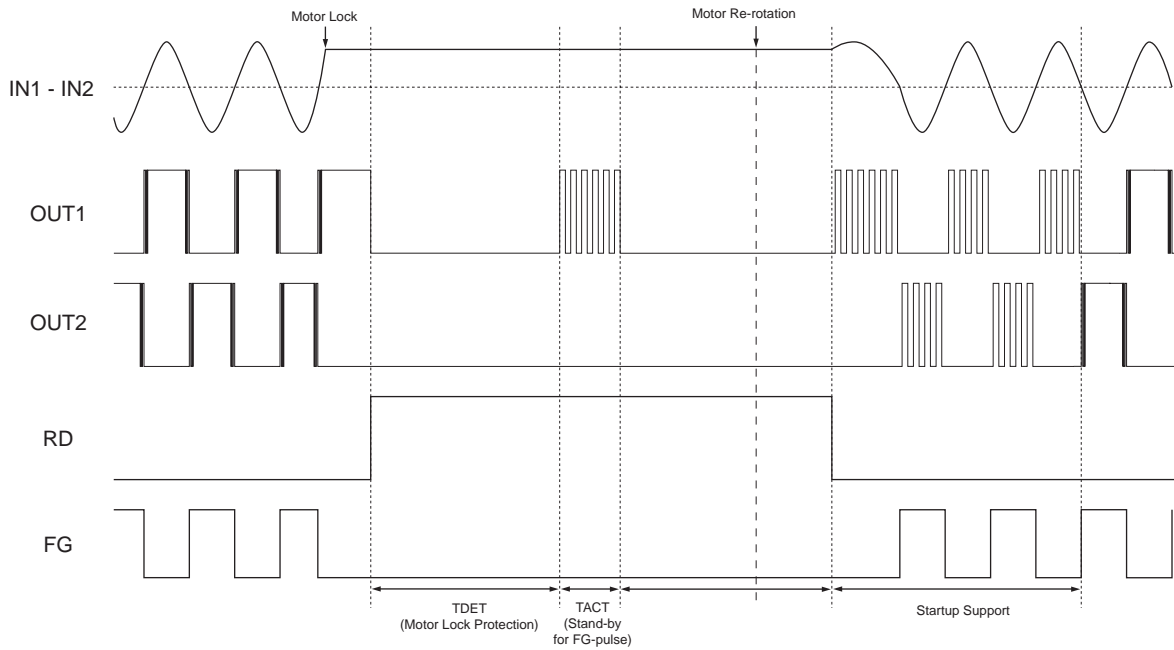 Motor Lock
Motor Re-rotation
IN1 - IN2
OUT1
OUT2
RD
FG
TDET
(Motor Lock Protection)
TACT
(Stand-by
for FG-pulse)
Startup Support